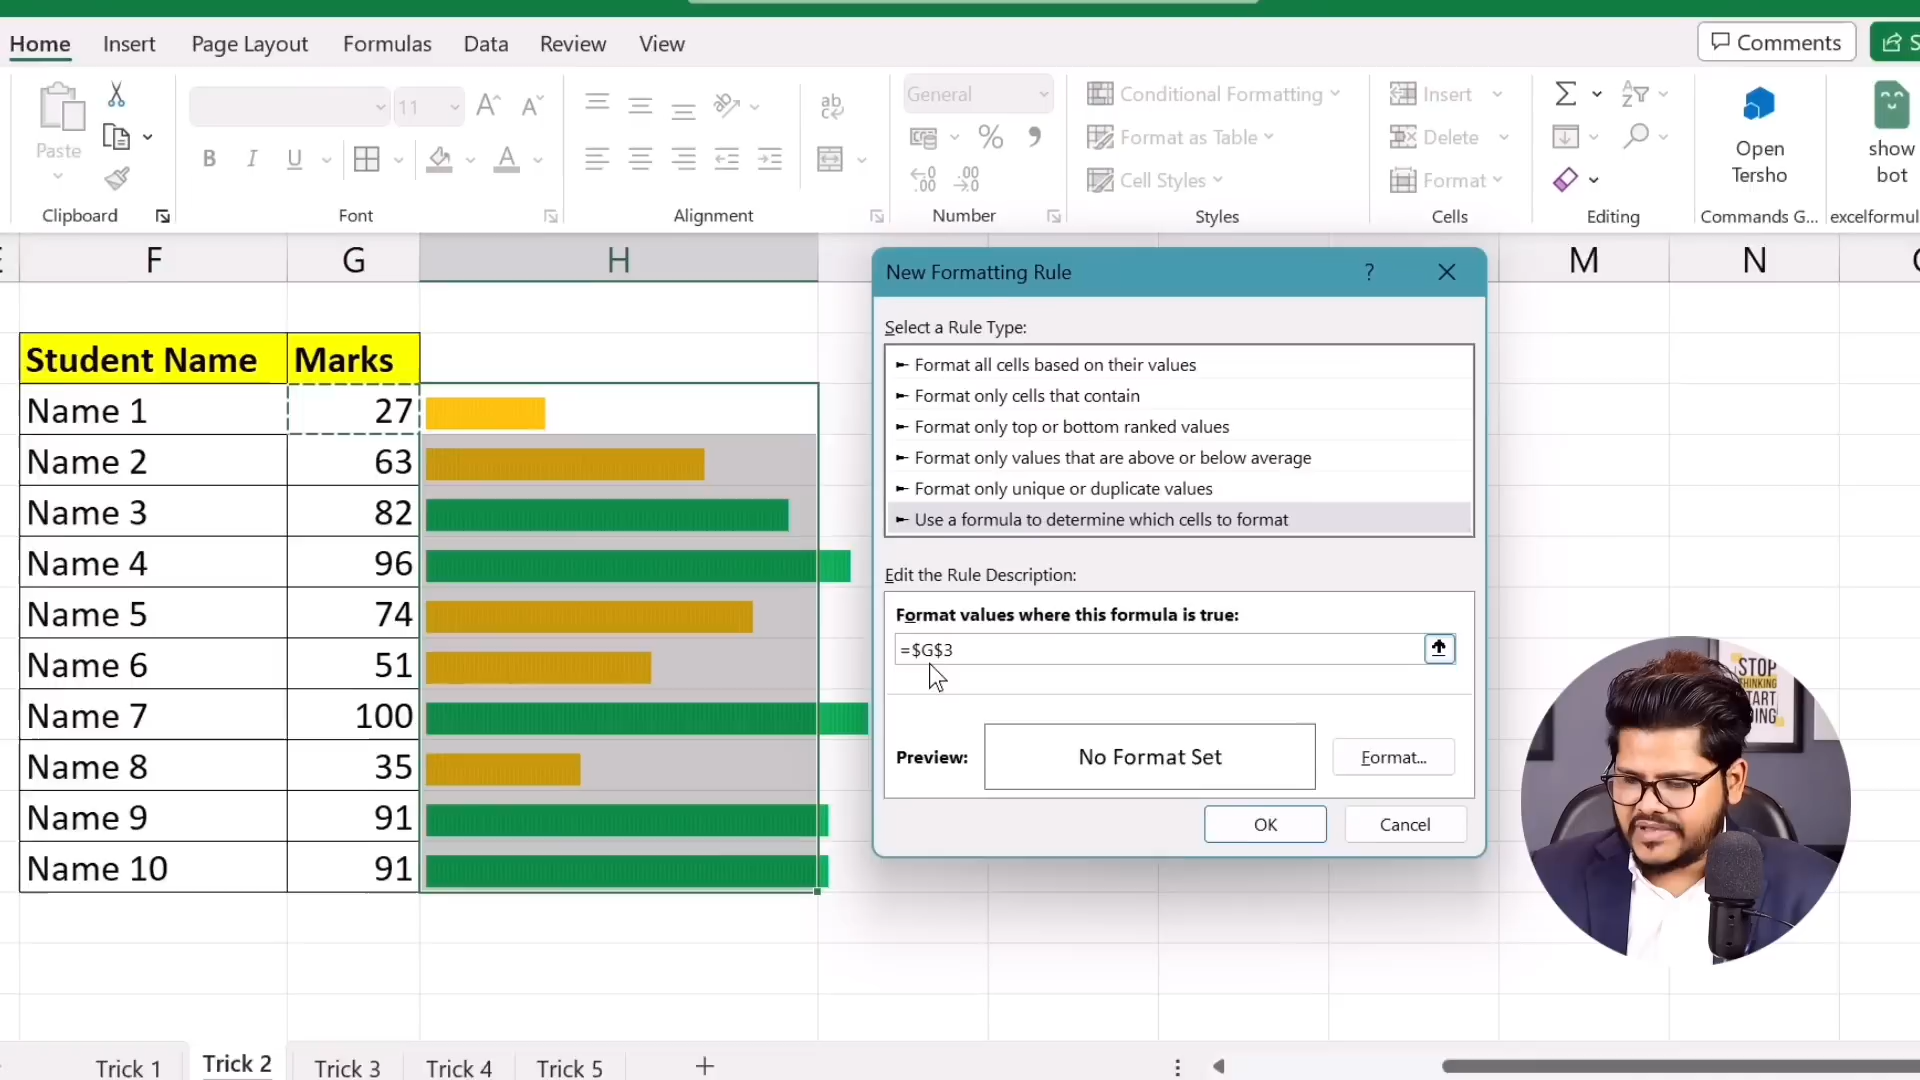 Home Insert Page Layout Formulas Data Review View
Comments
Paste
Clipboard
11
B I U A
Font
ab
Alignment
General
%
.00
.00
Number
Conditional Formatting
Format as Table
Cell Styles
Styles
Insert
Delete
Format
Cells
Editing
Open
Tersho
Commands G...
show
bot
excelformul
F G H M N
Student Name Marks
Name 1 27
Name 2 63
Name 3 82
Name 4 96
Name 5 74
Name 6 51
Name 7 100
Name 8 35
Name 9 91
Name 10 91
New Formatting Rule ?
Select a Rule Type:
► Format all cells based on their values
► Format only cells that contain
► Format only top or bottom ranked values
► Format only values that are above or below average
► Format only unique or duplicate values
► Use a formula to determine which cells to format
Edit the Rule Description:
Format values where this formula is true:
=$G$3
Preview:
No Format Set
Format...
OK
Cancel
STOP
Trick 1 Trick 2 Trick 3 Trick 4 Trick 5 +